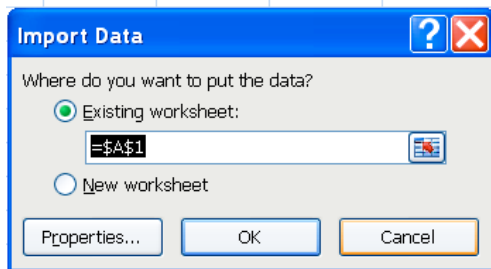 Import Data
Where do you want to put the data?
Existing worksheet:
=$A$1
New worksheet
Properties... OK Cancel